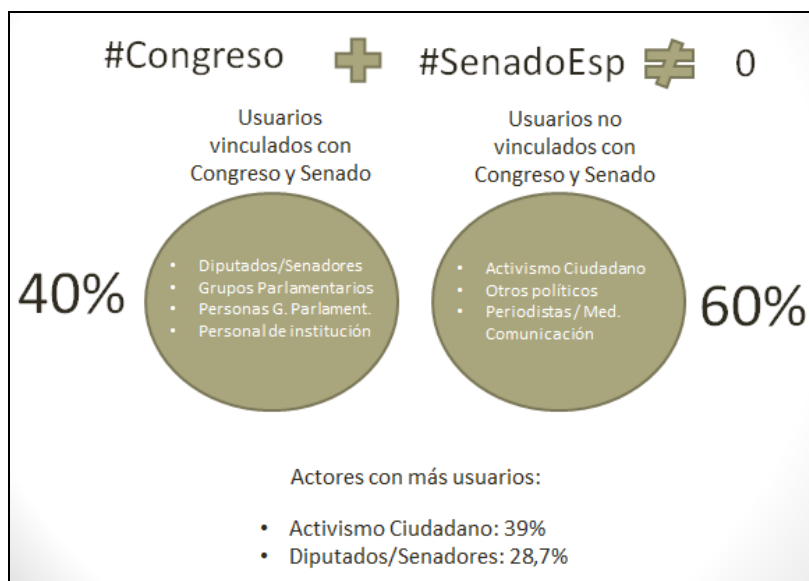 #Congreso + #SenadoEsp ≠ 0
Usuarios
vinculados con
Congreso y Senado
40%
• Diputados/Senadores
• Grupos Parlamentarios
• Personas G. Parlament.
• Personal de institución
Usuarios no
vinculados con
Congreso y Senado
• Activismo Ciudadano
• Otros políticos
• Periodistas / Med.
Comunicación
60%
Actores con más usuarios:
• Activismo Ciudadano: 39%
• Diputados/Senadores: 28,7%